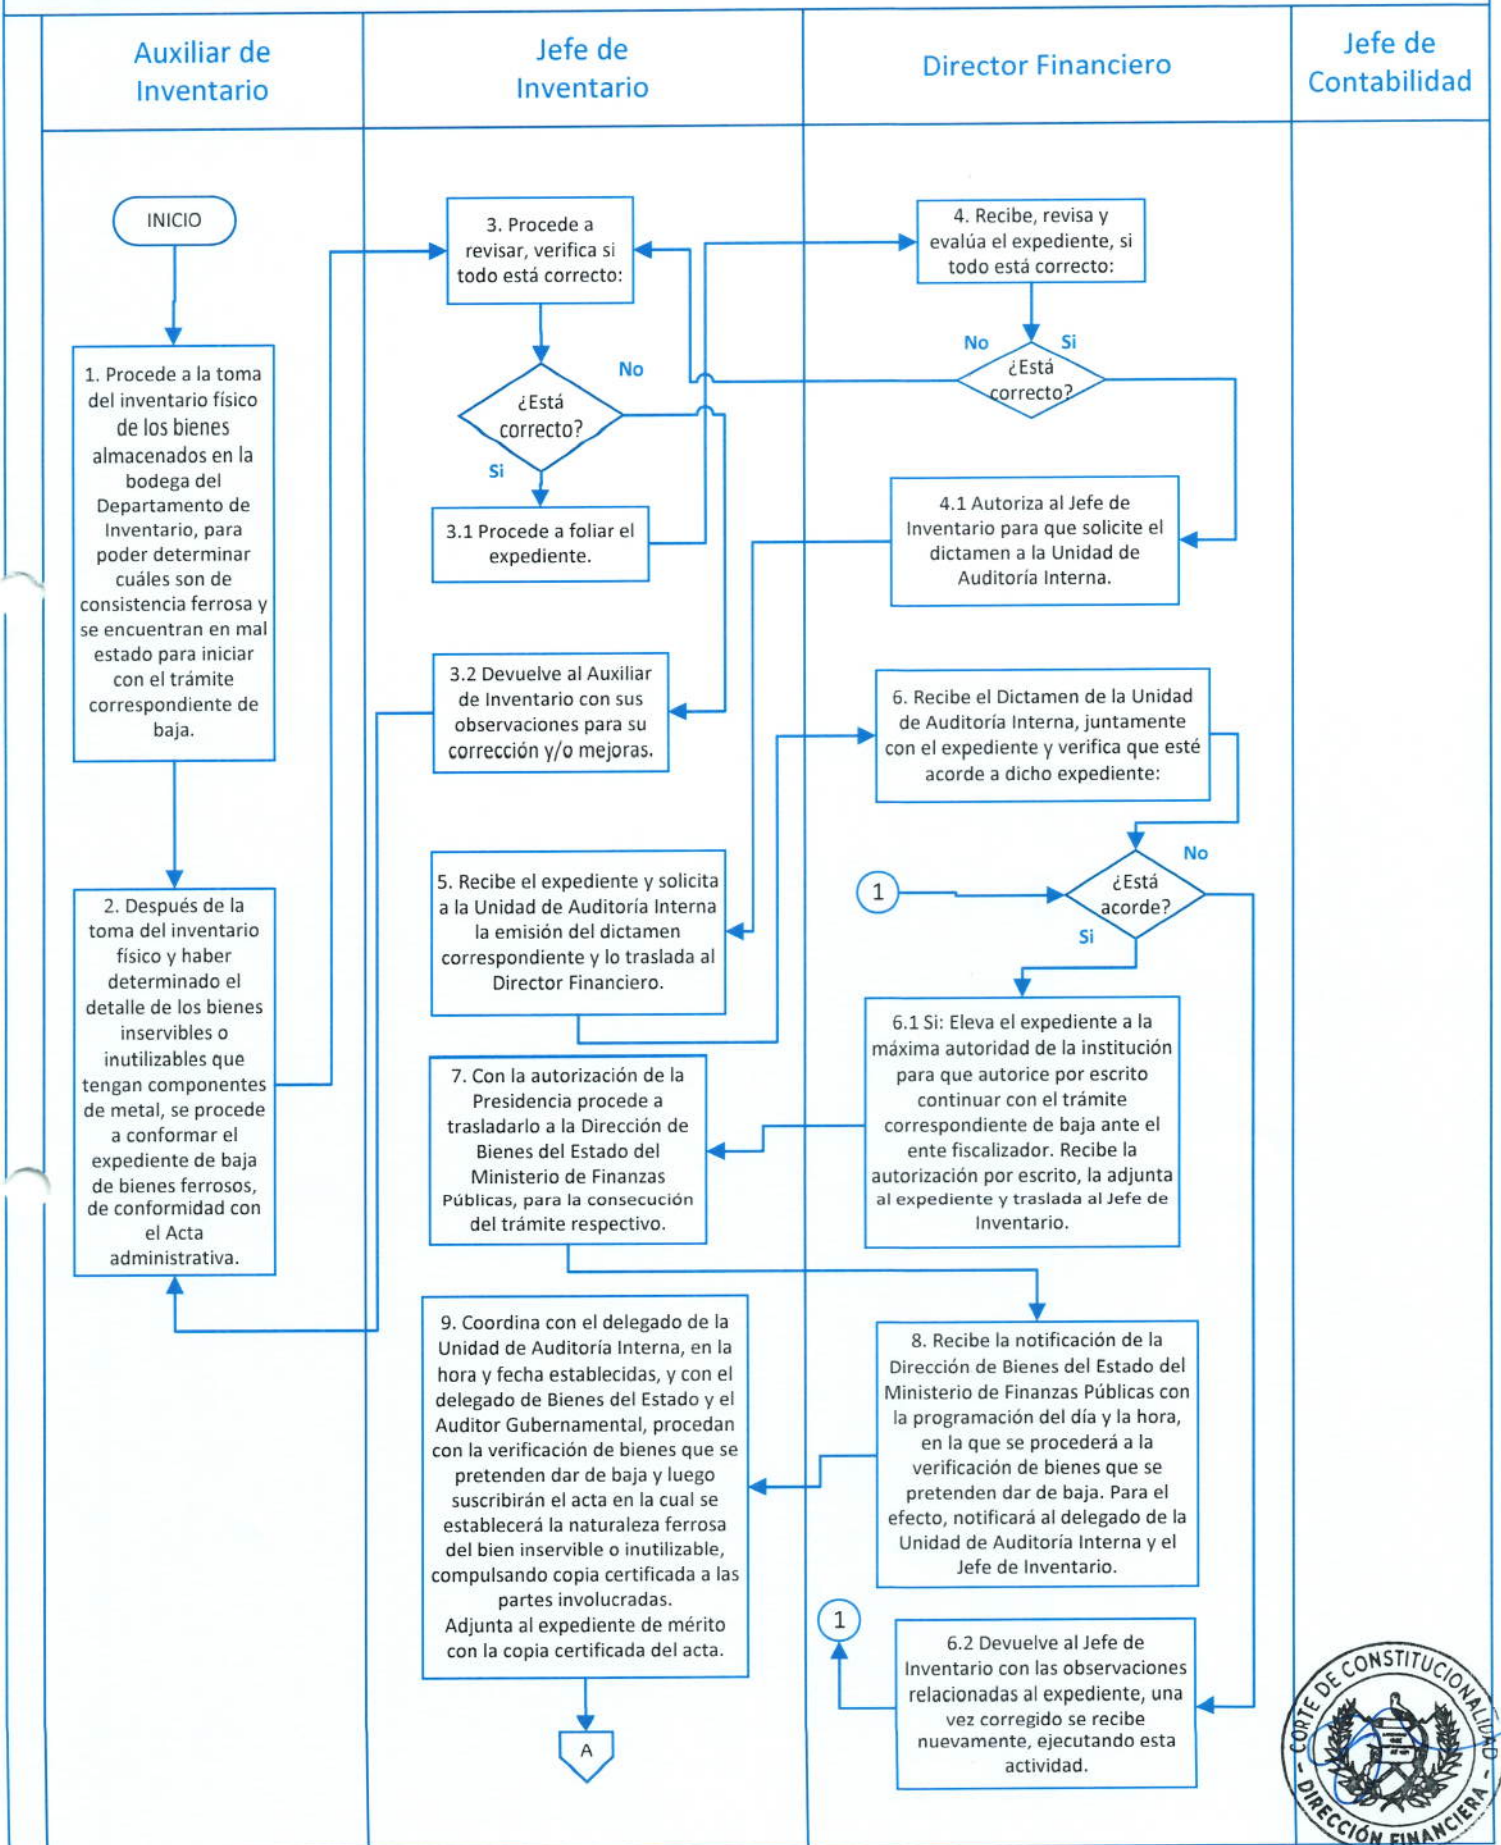 Auxiliar de
Inventario
Jefe de
Inventario
Director Financiero
Jefe de
Contabilidad
INICIO
1. Procede a la toma
del inventario físico
de los bienes
almacenados en la
bodega del
Departamento de
Inventario, para
poder determinar
cuáles son de
consistencia ferrosa y
se encuentran en mal
estado para iniciar
con el trámite
correspondiente de
baja.
2. Después de la
toma del inventario
físico y haber
determinado el
detalle de los bienes
inservibles o
inutilizables que
tengan componentes
de metal, se procede
a conformar el
expediente de baja
de bienes ferrosos,
de conformidad con
el Acta
administrativa.
3. Procede a
revisar, verifica si
todo está correcto:
¿Está
correcto?
No
Si
3.1 Procede a foliar el
expediente.
3.2 Devuelve al Auxiliar
de Inventario con sus
observaciones para su
corrección y/o mejoras.
4. Recibe, revisa y
evalúa el expediente, si
todo está correcto:
No
Si
¿Está
correcto?
4.1 Autoriza al Jefe de
Inventario para que solicite el
dictamen a la Unidad de
Auditoría Interna.
5. Recibe el expediente y solicita
a la Unidad de Auditoría Interna
la emisión del dictamen
correspondiente y lo traslada al
Director Financiero.
6. Recibe el Dictamen de la Unidad
de Auditoría Interna, juntamente
con el expediente y verifica que esté
acorde a dicho expediente:
1
¿Está
acorde?
No
Si
6.1 Si: Eleva el expediente a la
máxima autoridad de la institución
para que autorice por escrito
continuar con el trámite
correspondiente de baja ante el
ente fiscalizador. Recibe la
autorización por escrito, la adjunta
al expediente y traslada al Jefe de
Inventario.
7. Con la autorización de la
Presidencia procede a
trasladarlo a la Dirección de
Bienes del Estado del
Ministerio de Finanzas
Públicas, para la consecución
del trámite respectivo.
8. Recibe la notificación de la
Dirección de Bienes del Estado del
Ministerio de Finanzas Públicas con
la programación del día y la hora,
en la que se procederá a la
verificación de bienes que se
pretenden dar de baja. Para el
efecto, notificará al delegado de la
Unidad de Auditoría Interna y el
Jefe de Inventario.
9. Coordina con el delegado de la
Unidad de Auditoría Interna, en la
hora y fecha establecidas, y con el
delegado de Bienes del Estado y el
Auditor Gubernamental, procedan
con la verificación de bienes que se
pretenden dar de baja y luego
suscribirán el acta en la cual se
establecerá la naturaleza ferrosa
del bien inservible o inutilizable,
compulsando copia certificada a las
partes involucradas.
Adjunta al expediente de mérito
con la copia certificada del acta.
A
1
6.2 Devuelve al Jefe de
Inventario con las observaciones
relacionadas al expediente, una
vez corregido se recibe
nuevamente, ejecutando esta
actividad.
CORTE DE CONSTITUCIONALIDAD
- DIRECCIÓN FINANCIERA -